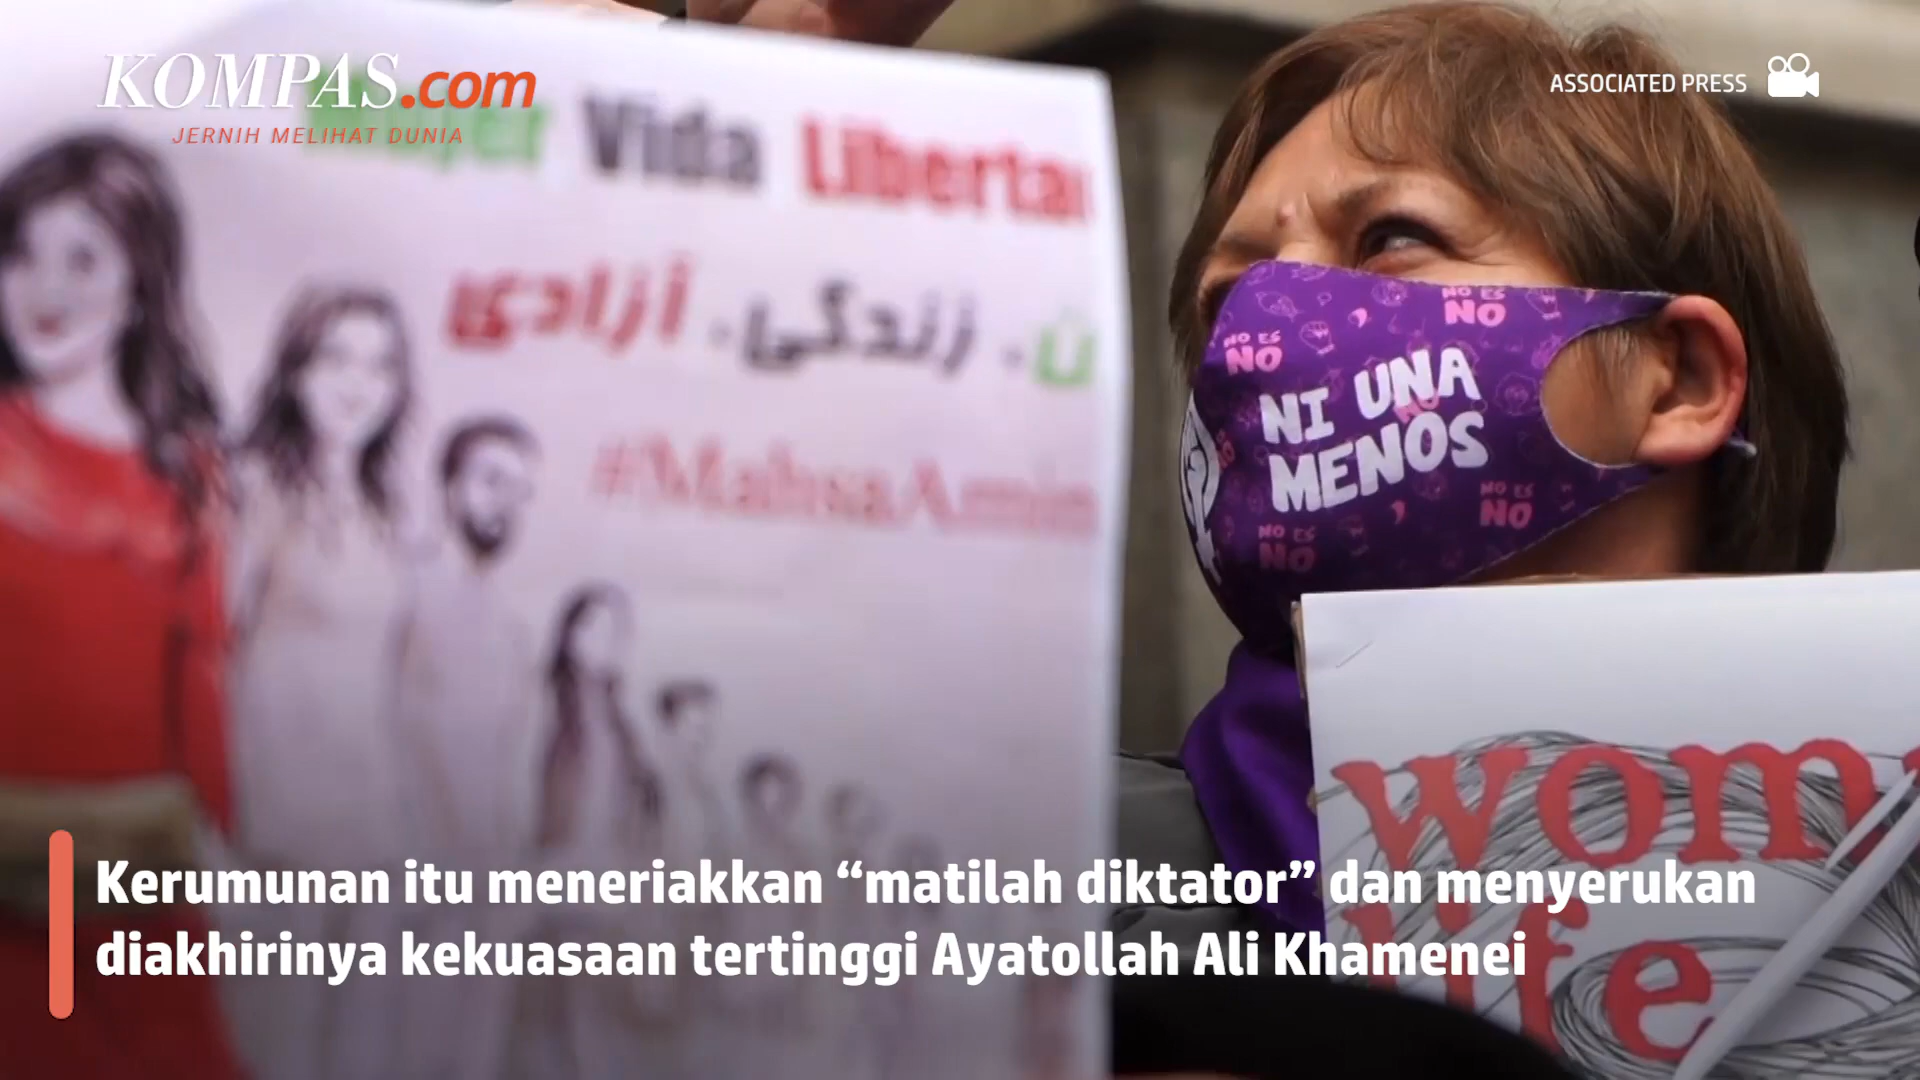 KOMPAS.com
JERNIH MELIHAT DUNIA
ASSOCIATED PRESS
Mujer Vida
زندگی . آزادی
NO ES
NO
NO ES
NO
NI UNA
MENOS
NO ES
NO
NO ES
NO
life
Kerumunan itu meneriakkan “matilah diktator” dan menyerukan
diakhirinya kekuasaan tertinggi Ayatollah Ali Khamenei